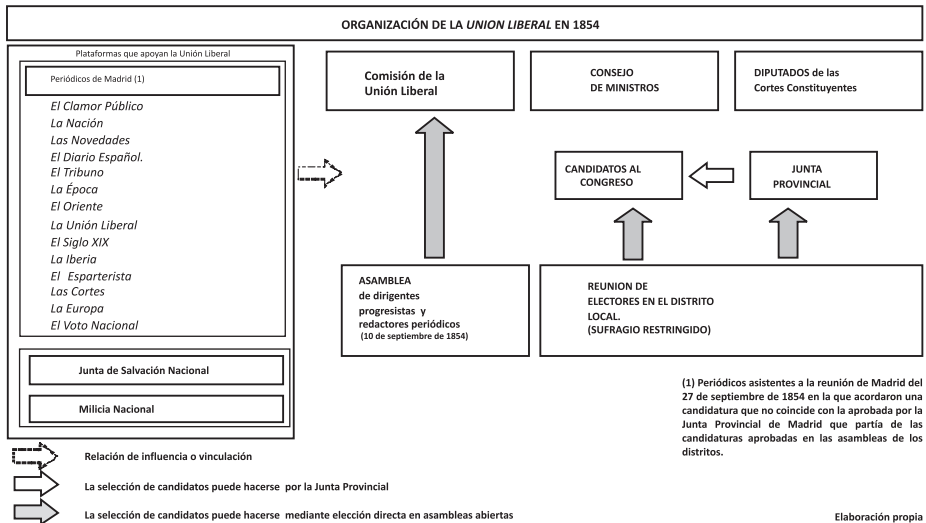 ORGANIZACIÓN DE LA UNION LIBERAL EN 1854
Plataformas que apoyan la Unión Liberal
Periódicos de Madrid (1)
El Clamor Público
La Nación
Las Novedades
El Diario Español.
El Tribuno
La Época
El Oriente
La Unión Liberal
El Siglo XIX
La Iberia
El Esparterista
Las Cortes
La Europa
El Voto Nacional
Junta de Salvación Nacional
Milicia Nacional
Comisión de la
Unión Liberal
CONSEJO
DE MINISTROS
DIPUTADOS de las
Cortes Constituyentes
CANDIDATOS AL
CONGRESO
JUNTA
PROVINCIAL
ASAMBLEA
de dirigentes
progresistas y
redactores periódicos
(10 de septiembre de 1854)
REUNION DE
ELECTORES EN EL DISTRITO
LOCAL.
(SUFRAGIO RESTRINGIDO)
(1) Periódicos asistentes a la reunión de Madrid del
27 de septiembre de 1854 en la que acordaron una
candidatura que no coincide con la aprobada por la
Junta Provincial de Madrid que partía de las
candidaturas aprobadas en las asambleas de los
distritos.
Relación de influencia o vinculación
La selección de candidatos puede hacerse por la Junta Provincial
La selección de candidatos puede hacerse mediante elección directa en asambleas abiertas
Elaboración propia